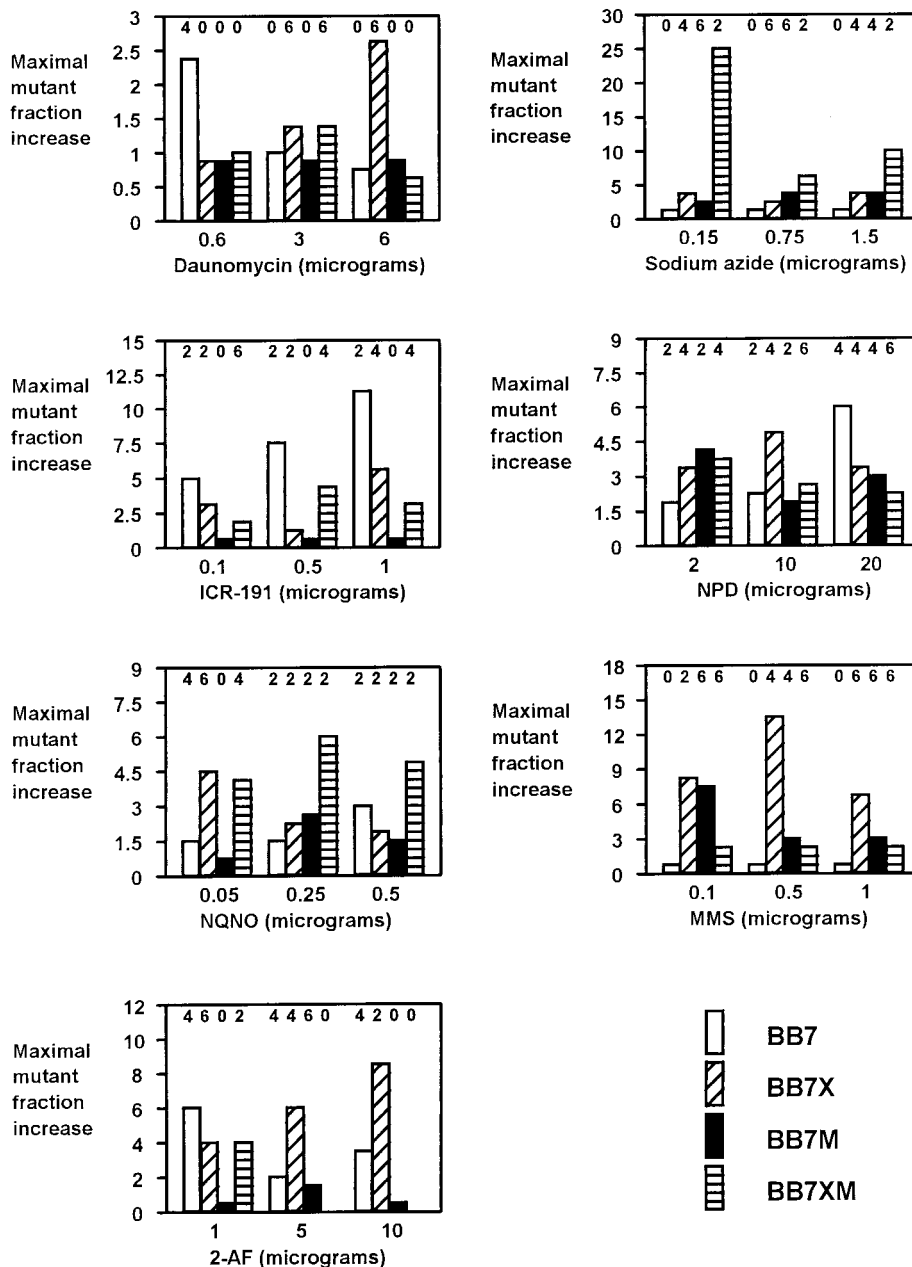 Maximal
mutant
fraction
increase
3
2.5
2
1.5
1
0.5
0
4 0 0 0 0 6 0 6 0 6 0 0
0.6 3 6
Daunomycin (micrograms)
Maximal
mutant
fraction
increase
30
25
20
15
10
5
0
0 4 6 2 0 6 6 2 0 4 4 2
0.15 0.75 1.5
Sodium azide (micrograms)
Maximal
mutant
fraction
increase
15
12.5
10
7.5
5
2.5
0
2 2 0 6 2 2 0 4 2 4 0 4
0.1 0.5 1
ICR-191 (micrograms)
Maximal
mutant
fraction
increase
9
7.5
6
4.5
3
1.5
0
2 4 2 4 2 4 2 6 4 4 4 6
2 10 20
NPD (micrograms)
Maximal
mutant
fraction
increase
9
7.5
6
4.5
3
1.5
0
4 6 0 4 2 2 2 2 2 2 2 2
0.05 0.25 0.5
NQNO (micrograms)
Maximal
mutant
fraction
increase
18
15
12
9
6
3
0
0 2 6 6 0 4 4 6 0 6 6 6
0.1 0.5 1
MMS (micrograms)
Maximal
mutant
fraction
increase
12
10
8
6
4
2
0
4 6 0 2 4 4 6 0 4 2 0 0
1 5 10
2-AF (micrograms)
BB7
BB7X
BB7M
BB7XM